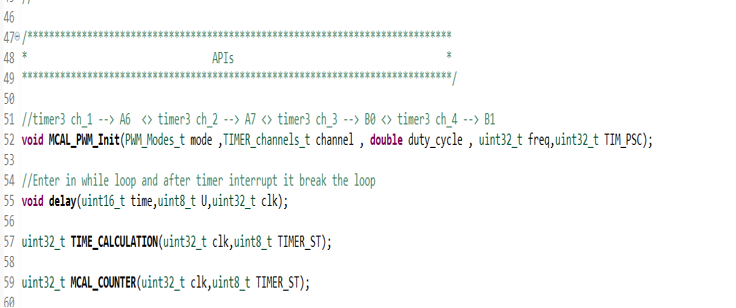 46
47 /******************************************************************************
48 * APIs *
49 *******************************************************************************/
50
51 //timer3 ch_1 --> A6 <> timer3 ch_2 --> A7 <> timer3 ch_3 --> B0 <> timer3 ch_4 --> B1
52 void MCAL_PWM_Init(PWM_Modes_t mode ,TIMER_channels_t channel , double duty_cycle , uint32_t freq,uint32_t TIM_PSC);
53
54 //Enter in while loop and after timer interrupt it break the loop
55 void delay(uint16_t time,uint8_t U,uint32_t clk);
56
57 uint32_t TIME_CALCULATION(uint32_t clk,uint8_t TIMER_ST);
58
59 uint32_t MCAL_COUNTER(uint32_t clk,uint8_t TIMER_ST);
60